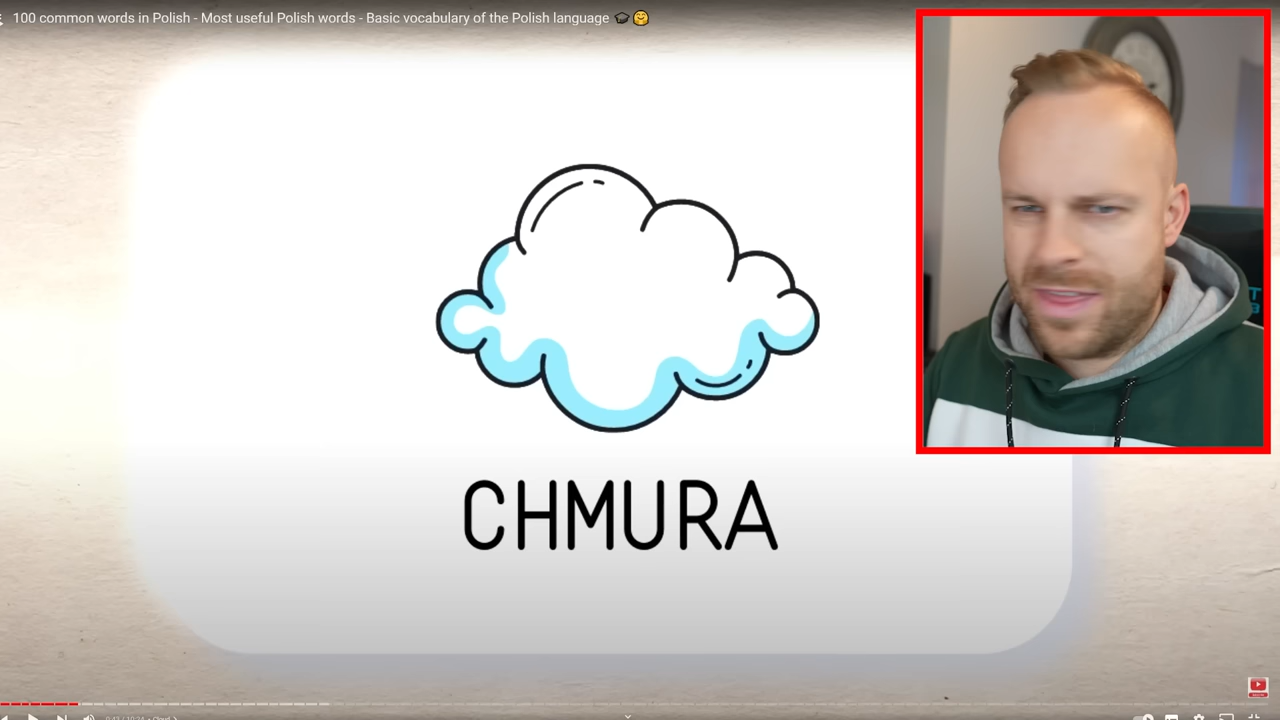 100 common words in Polish - Most useful Polish words - Basic vocabulary of the Polish language 🎓🤗
CHMURA